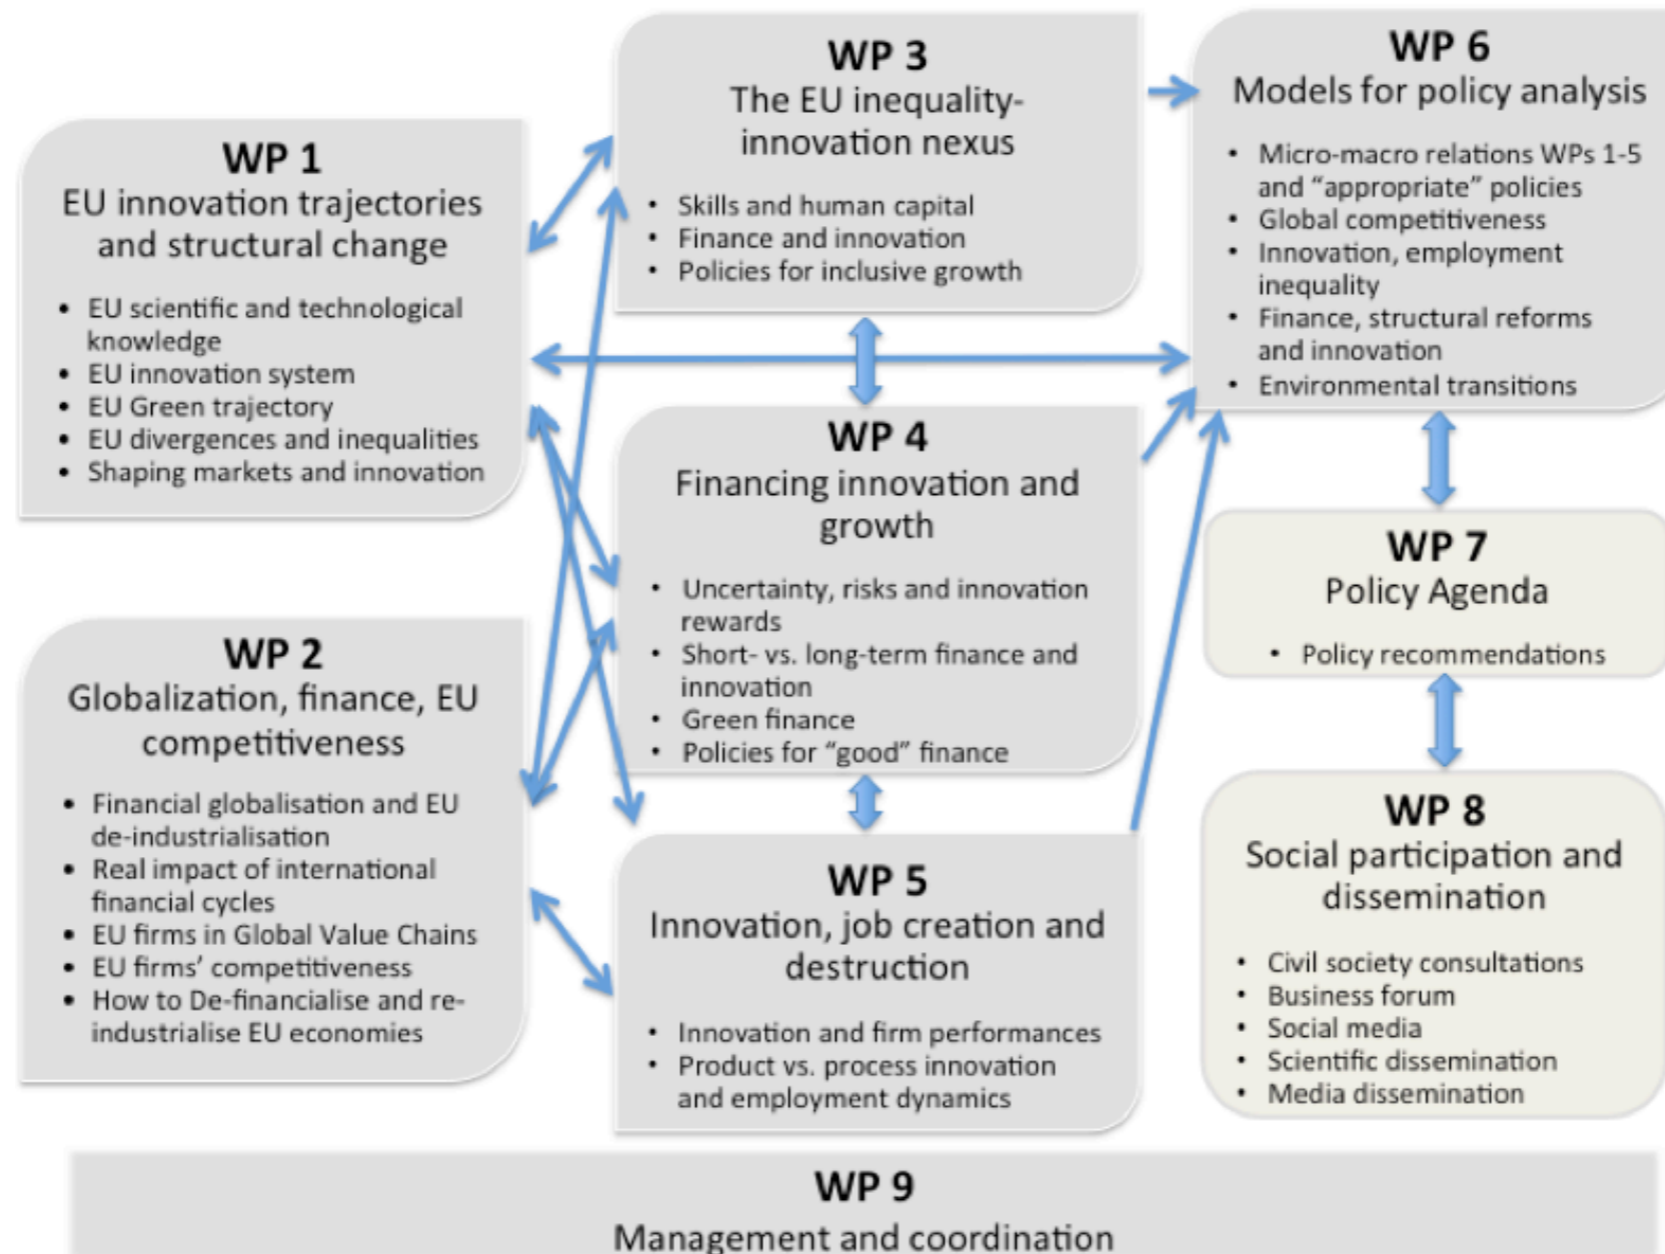 WP 1
EU innovation trajectories
and structural change
• EU scientific and technological
knowledge
• EU innovation system
• EU Green trajectory
• EU divergences and inequalities
• Shaping markets and innovation
WP 2
Globalization, finance, EU
competitiveness
• Financial globalisation and EU
de-industrialisation
• Real impact of international
financial cycles
• EU firms in Global Value Chains
• EU firms’ competitiveness
• How to De-financialise and re-
industrialise EU economies
WP 3
The EU inequality-
innovation nexus
• Skills and human capital
• Finance and innovation
• Policies for inclusive growth
WP 4
Financing innovation and
growth
• Uncertainty, risks and innovation
rewards
• Short- vs. long-term finance and
innovation
• Green finance
• Policies for “good” finance
WP 5
Innovation, job creation and
destruction
• Innovation and firm performances
• Product vs. process innovation
and employment dynamics
WP 6
Models for policy analysis
• Micro-macro relations WPs 1-5
and “appropriate” policies
• Global competitiveness
• Innovation, employment
inequality
• Finance, structural reforms
and innovation
• Environmental transitions
WP 7
Policy Agenda
• Policy recommendations
WP 8
Social participation and
dissemination
• Civil society consultations
• Business forum
• Social media
• Scientific dissemination
• Media dissemination
WP 9
Management and coordination